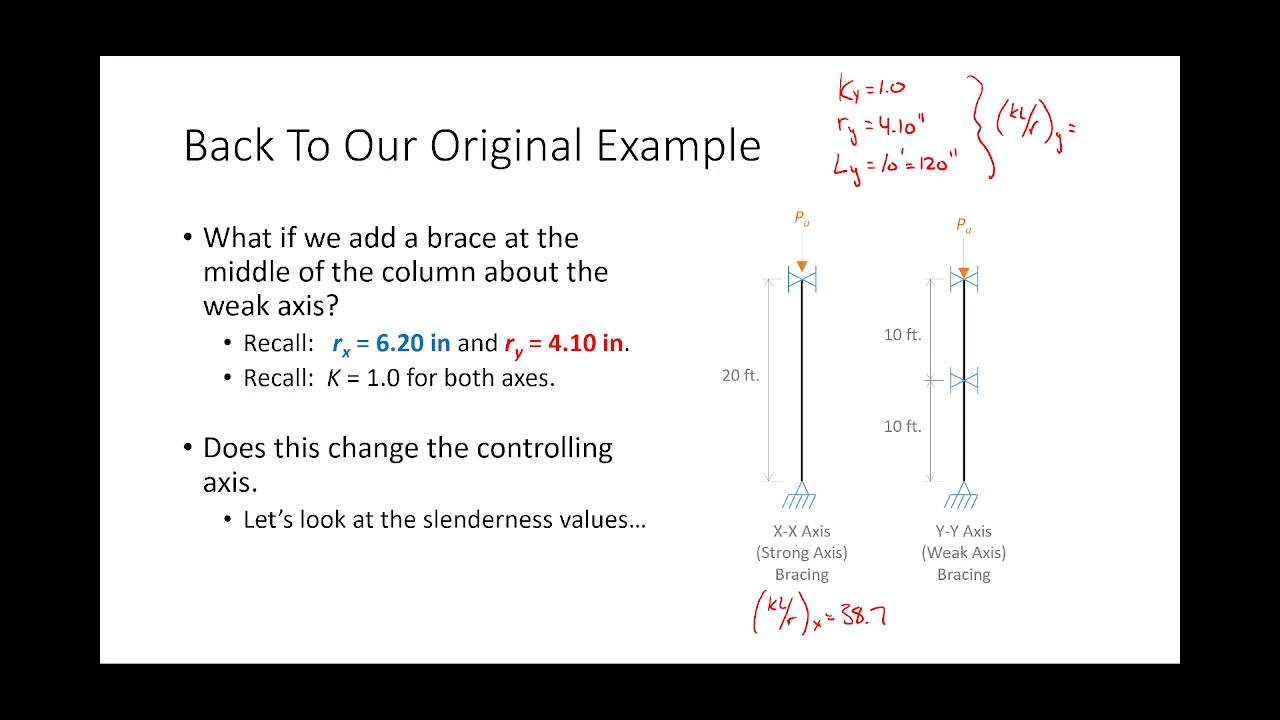 Back To Our Original Example
• What if we add a brace at the
middle of the column about the
weak axis?
• Recall: rx = 6.20 in and ry = 4.10 in.
• Recall: K = 1.0 for both axes.
• Does this change the controlling
axis.
• Let's look at the slenderness values…
Ky = 1.0
ry = 4.10"
Ly = 10' = 120"
(KL/r)y =
Pu
Pu
20 ft.
10 ft.
10 ft.
X-X Axis
(Strong Axis)
Bracing
Y-Y Axis
(Weak Axis)
Bracing
(KL/r)x = 38.7